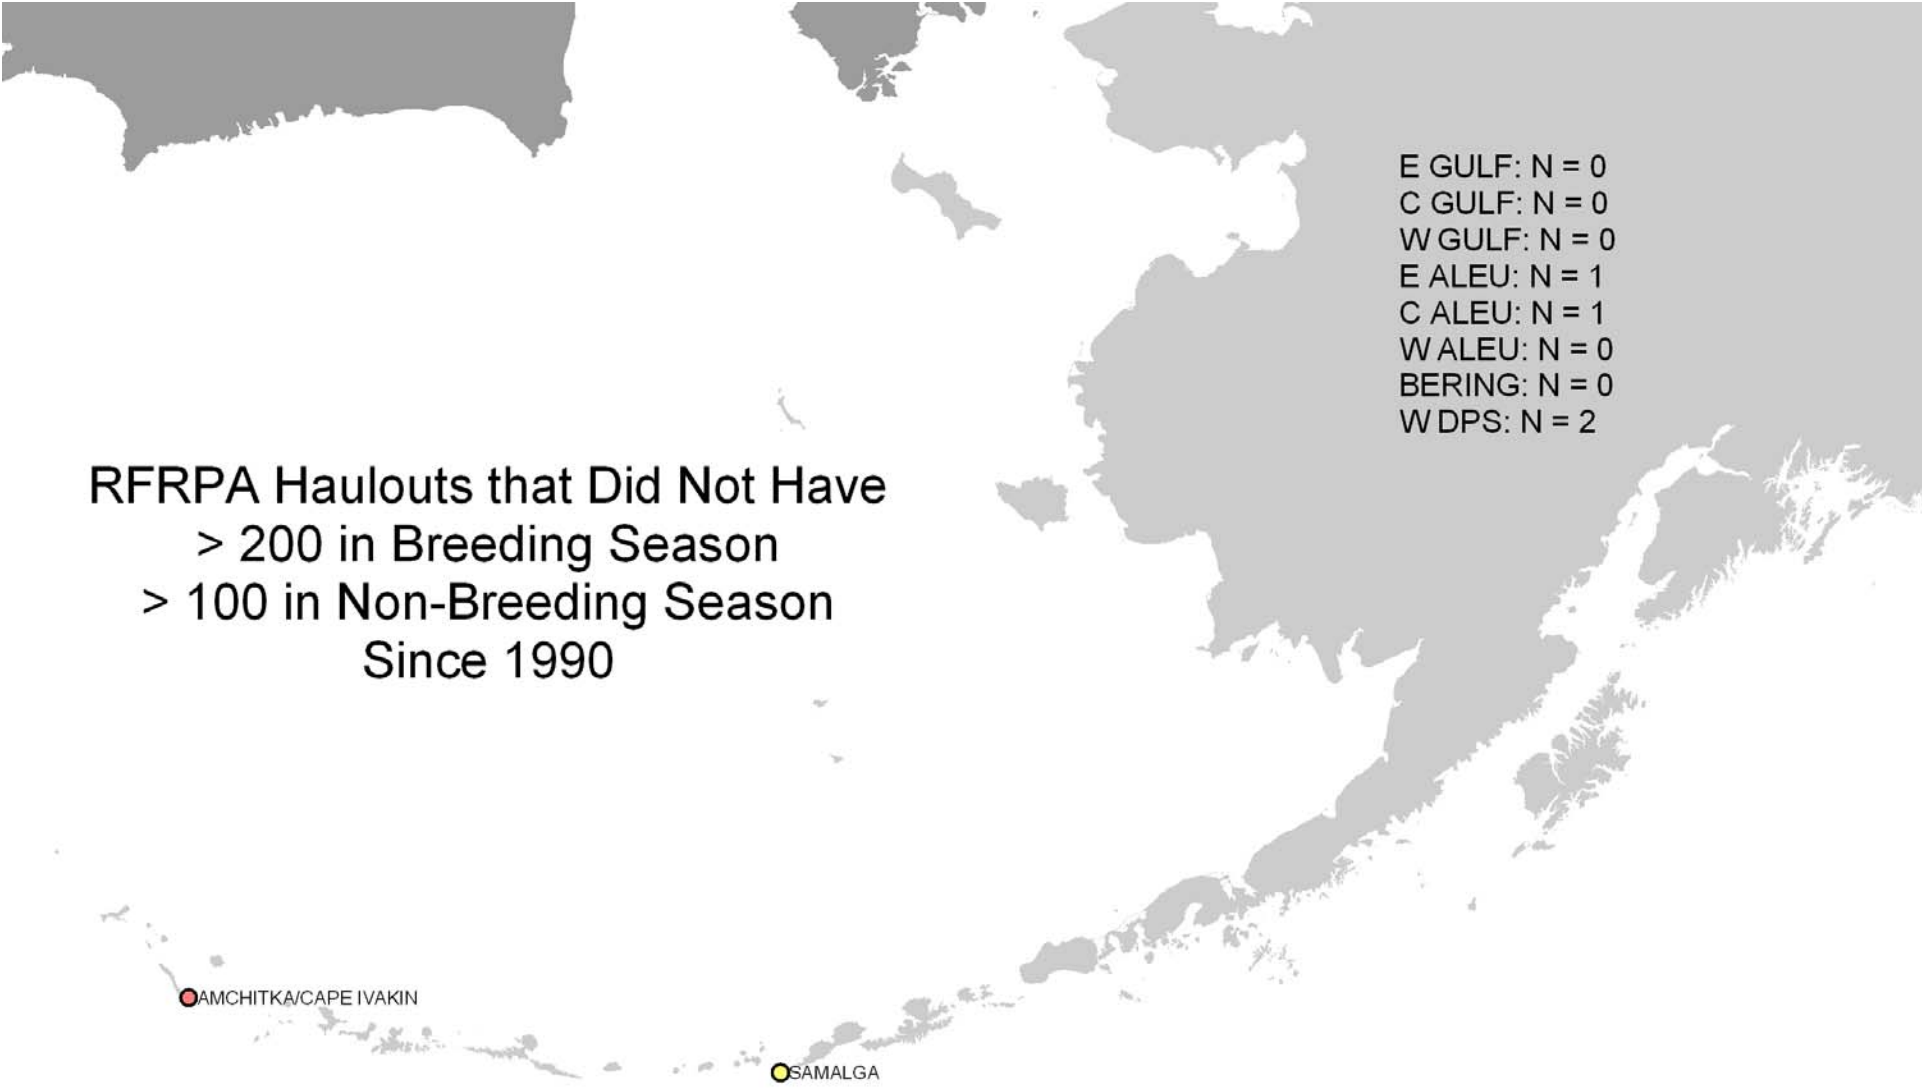 E GULF: N = 0
C GULF: N = 0
W GULF: N = 0
E ALEU: N = 1
C ALEU: N = 1
W ALEU: N = 0
BERING: N = 0
W DPS: N = 2
RFRPA Haulouts that Did Not Have
> 200 in Breeding Season
> 100 in Non-Breeding Season
Since 1990
AMCHITKA/CAPE IVAKIN
SAMALGA